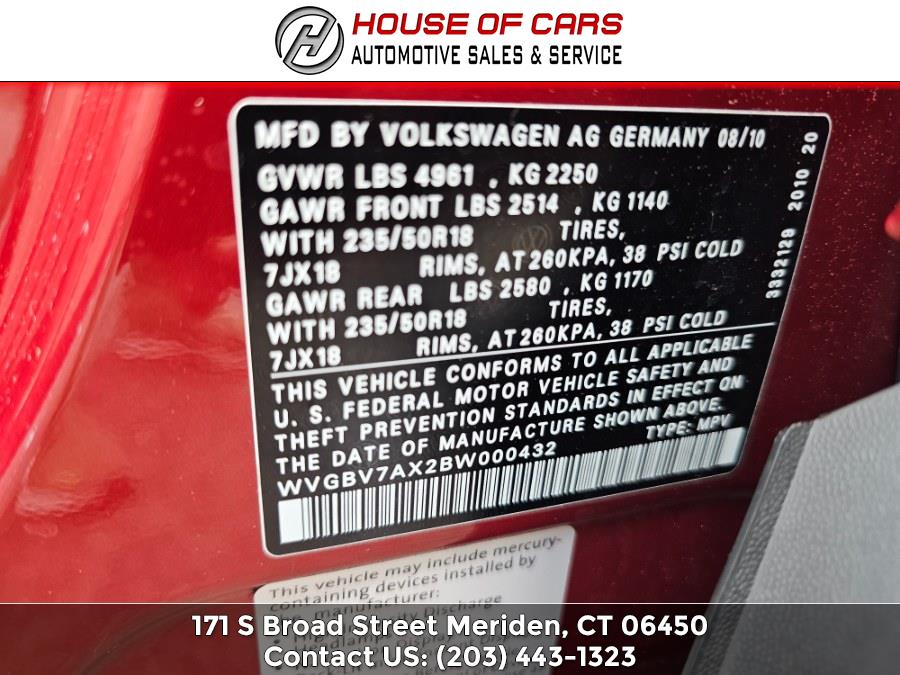 HOUSE OF CARS
AUTOMOTIVE SALES & SERVICE
MFD BY VOLKSWAGEN AG GERMANY 08/10
GVWR LBS 4961 , KG 2250
GAWR FRONT LBS 2514 , KG 1140
WITH 235/50R18 TIRES,
7JX18 RIMS, AT 260KPA, 38 PSI COLD
GAWR REAR LBS 2580 , KG 1170
WITH 235/50R18 TIRES,
7JX18 RIMS, AT 260KPA, 38 PSI COLD
THIS VEHICLE CONFORMS TO ALL APPLICABLE
U. S. FEDERAL MOTOR VEHICLE SAFETY AND
THEFT PREVENTION STANDARDS IN EFFECT ON
THE DATE OF MANUFACTURE SHOWN ABOVE.
WVGBV7AX2BW000432 TYPE: MPV
3332129 2010 20
This vehicle may include mercury-
containing devices installed by
manufacturer:
Discharge
171 S Broad Street Meriden, CT 06450
Contact US: (203) 443-1323